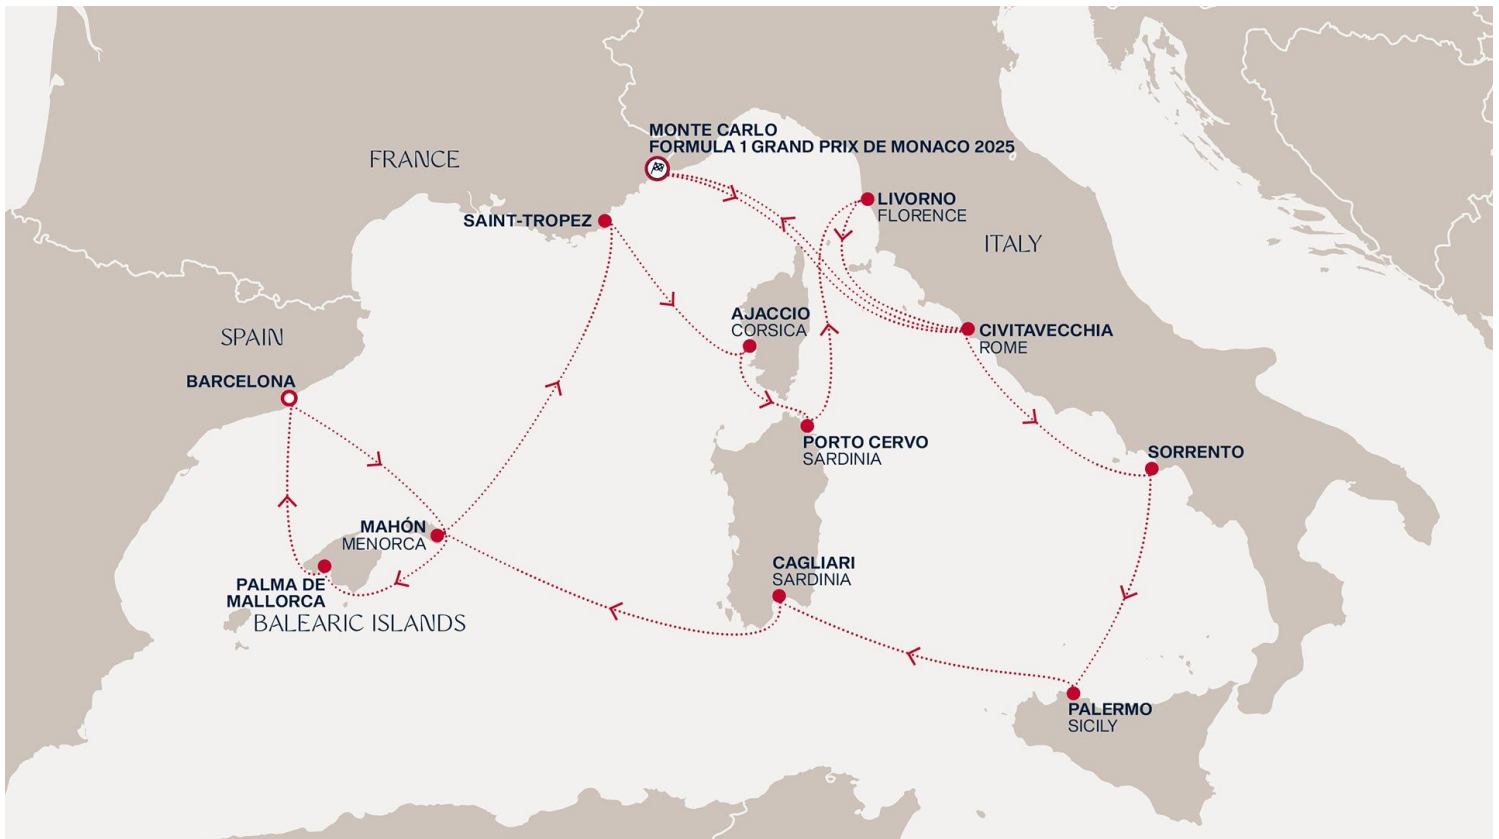 MONTE CARLO
FORMULA 1 GRAND PRIX DE MONACO 2025
FRANCE
LIVORNO
FLORENCE
SAINT-TROPEZ
ITALY
AJACCIO
CORSICA
SPAIN
CIVITAVECCHIA
ROME
BARCELONA
PORTO CERVO
SARDINIA
SORRENTO
MAHÓN
MENORCA
CAGLIARI
SARDINIA
PALMA DE
MALLORCA
BALEARIC ISLANDS
PALERMO
SICILY